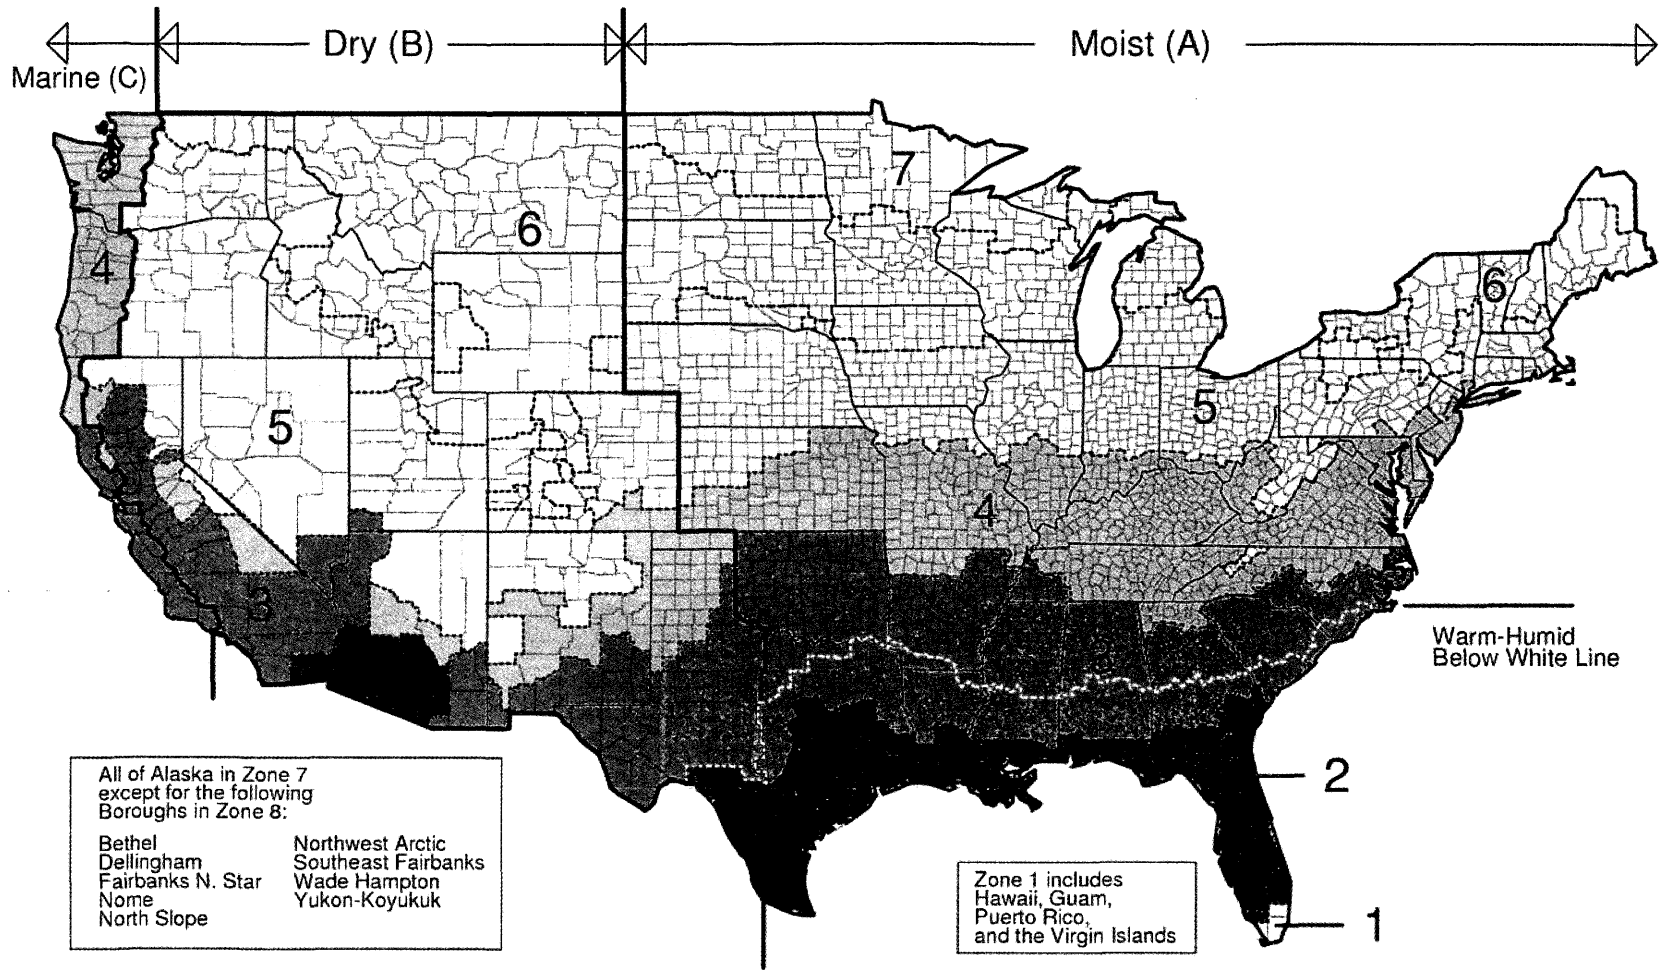 Dry (B)
Moist (A)
Marine (C)
7
6
4
6
5
5
4
3
Warm-Humid
Below White Line
2
1
All of Alaska in Zone 7
except for the following
Boroughs in Zone 8:
Bethel
Dellingham
Fairbanks N. Star
Nome
North Slope
Northwest Arctic
Southeast Fairbanks
Wade Hampton
Yukon-Koyukuk
Zone 1 includes
Hawaii, Guam,
Puerto Rico,
and the Virgin Islands